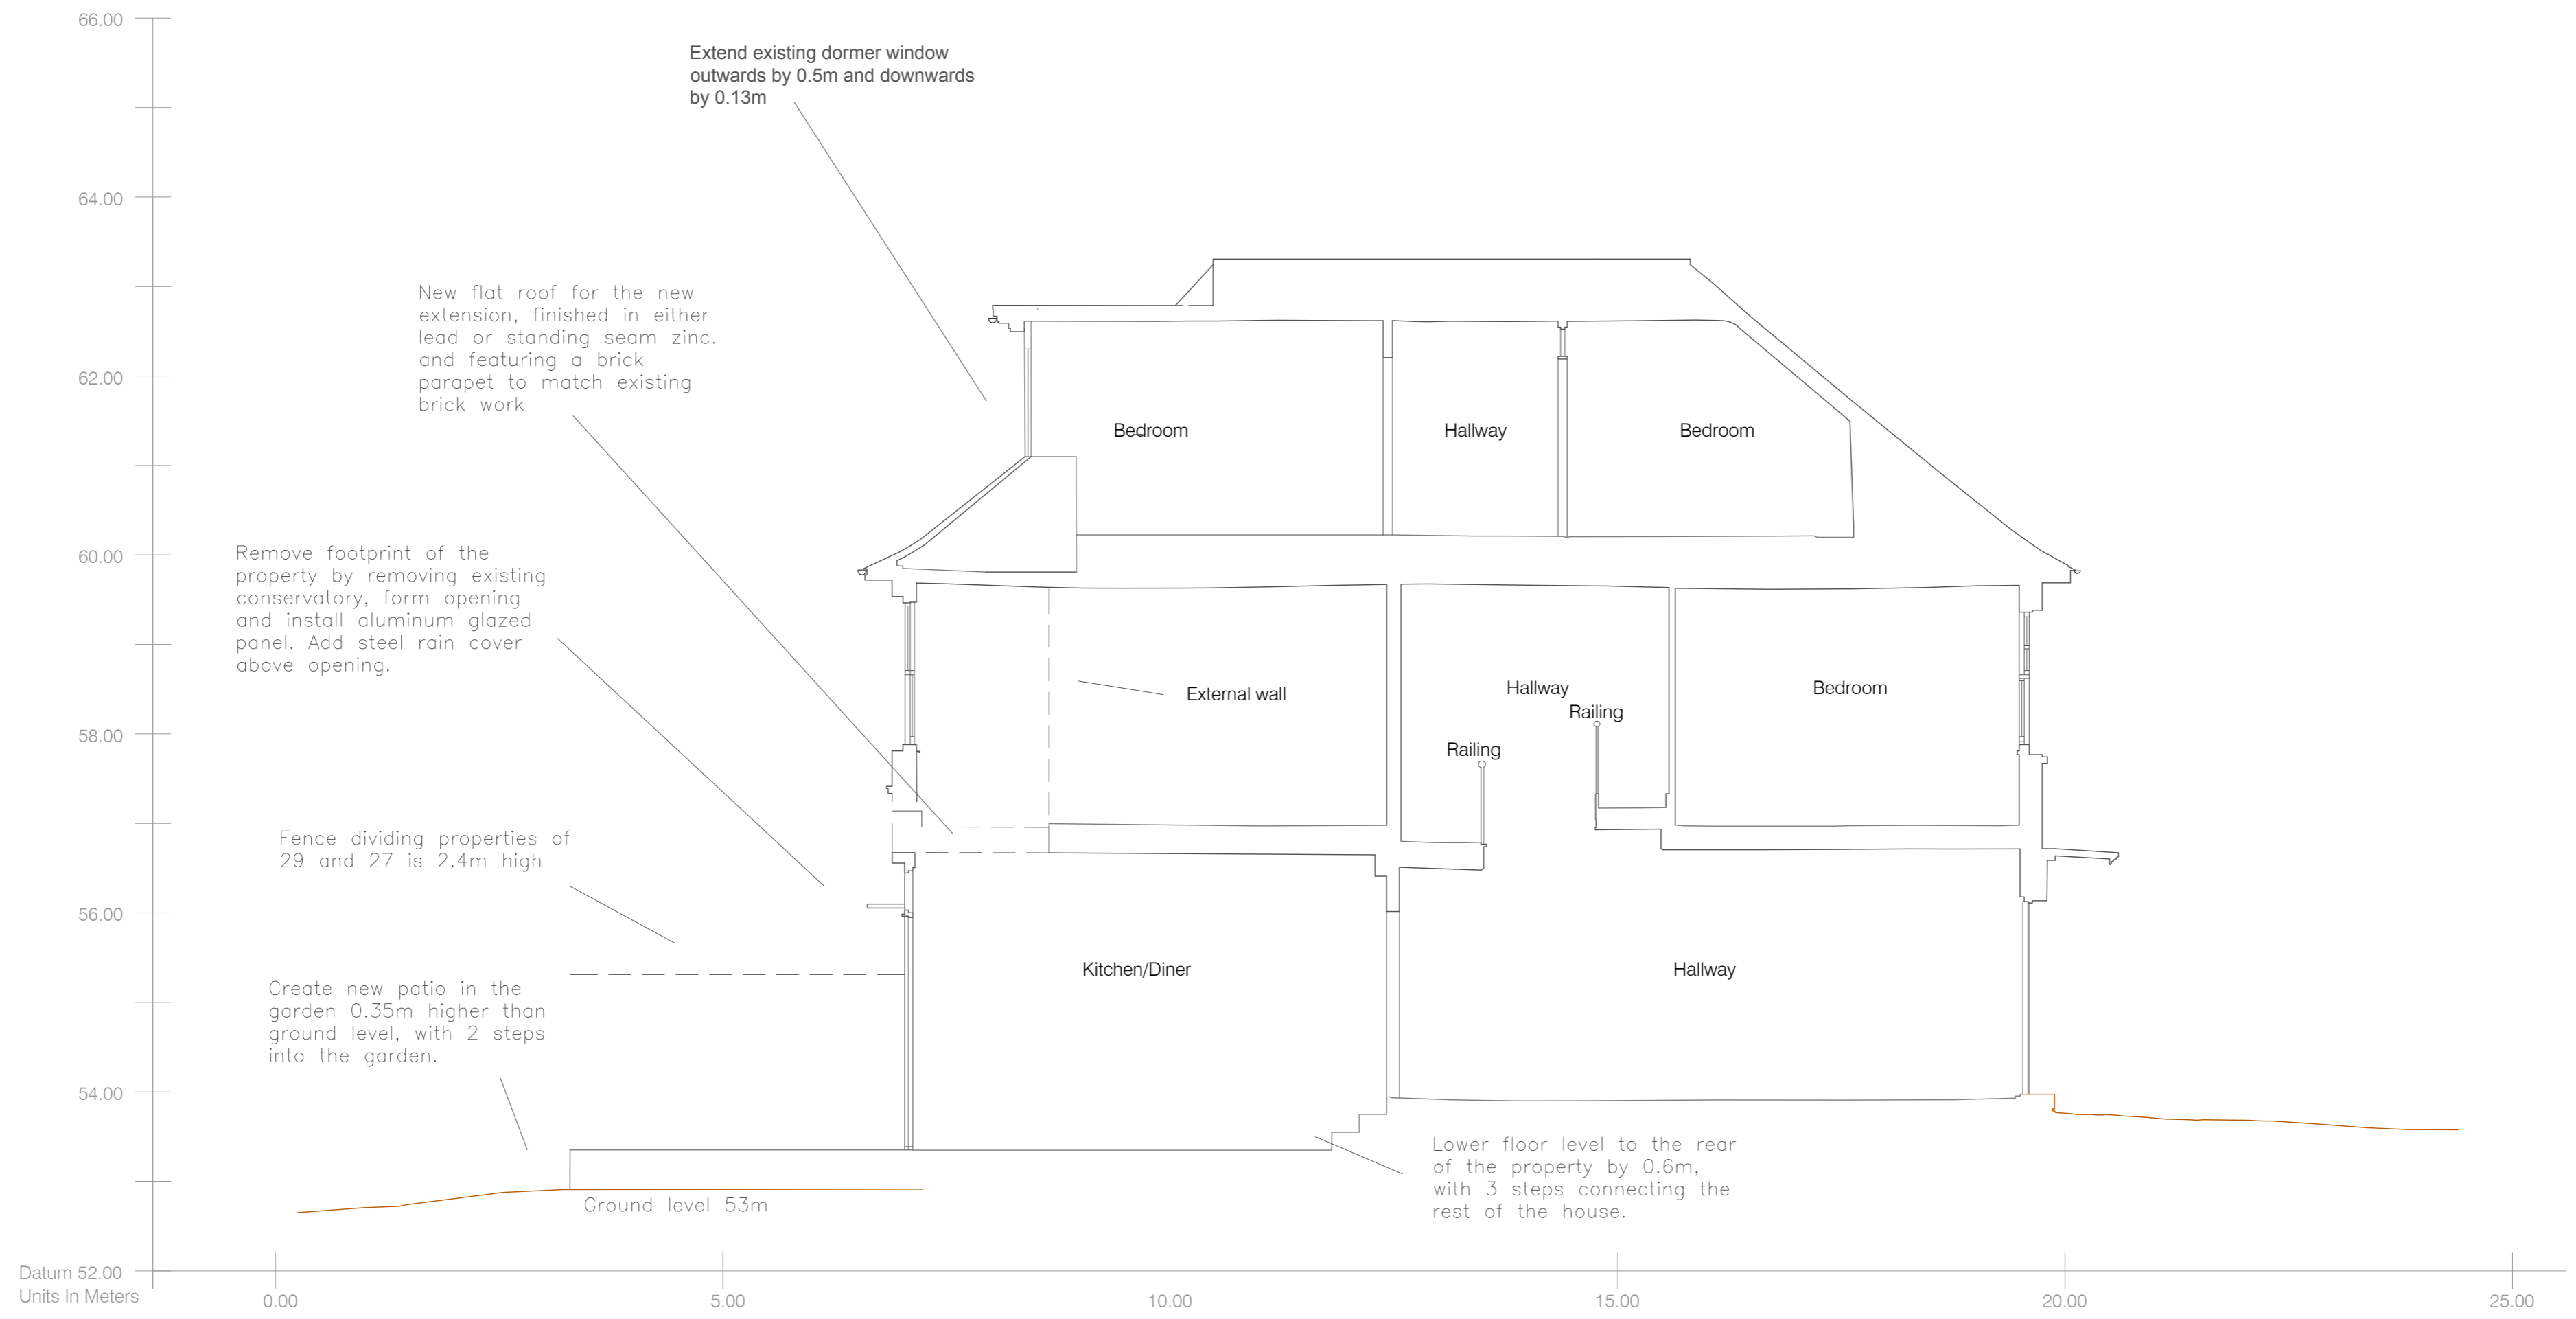 66.00
Extend existing dormer window
outwards by 0.5m and downwards
by 0.13m
64.00
New flat roof for the new
extension, finished in either
lead or standing seam zinc.
and featuring a brick
parapet to match existing
brick work
62.00
Bedroom
Hallway
Bedroom
60.00
Remove footprint of the
property by removing existing
conservatory, form opening
and install aluminum glazed
panel. Add steel rain cover
above opening.
External wall
Hallway
Bedroom
Railing
Railing
58.00
Fence dividing properties of
29 and 27 is 2.4m high
56.00
Kitchen/Diner
Hallway
Create new patio in the
garden 0.35m higher than
ground level, with 2 steps
into the garden.
54.00
Lower floor level to the rear
of the property by 0.6m,
with 3 steps connecting the
rest of the house.
Ground level 53m
Datum 52.00
Units In Meters
0.00
5.00
10.00
15.00
20.00
25.00